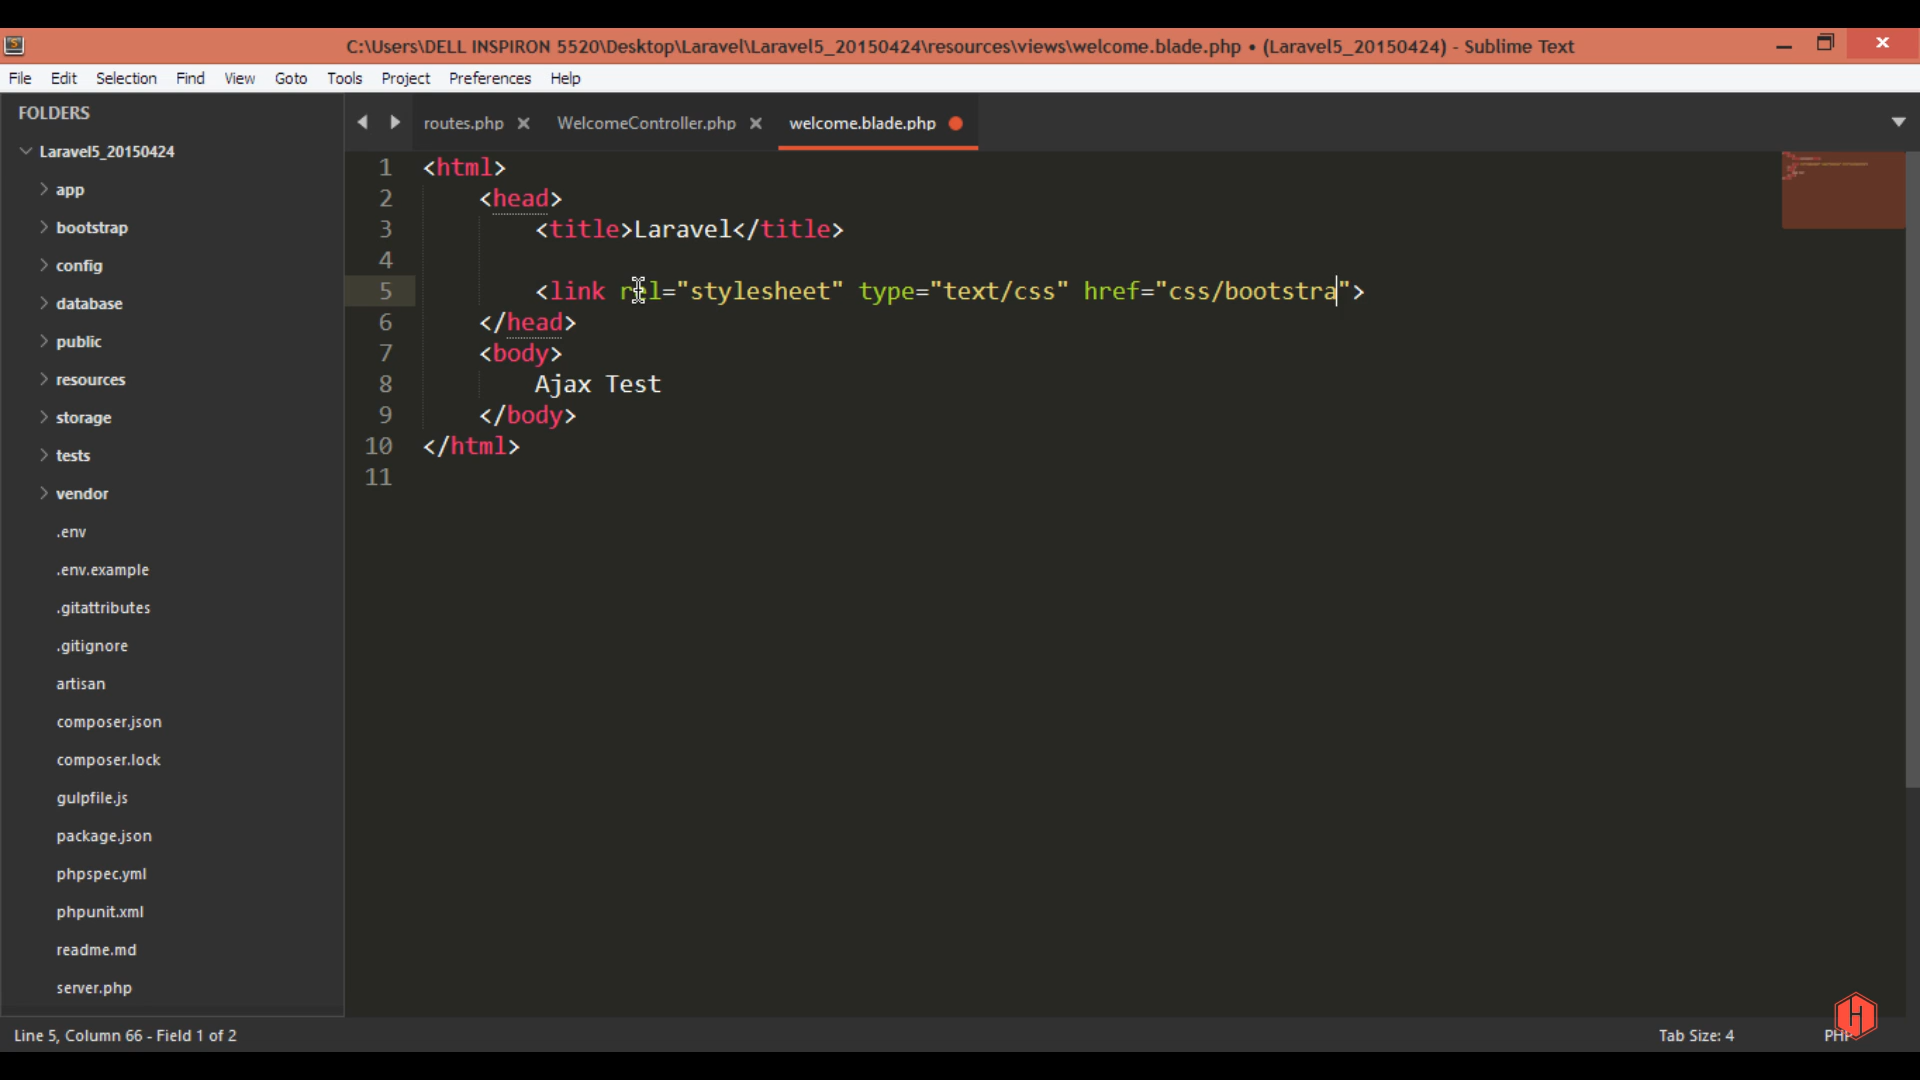 C:\Users\DELL INSPIRON 5520\Desktop\Laravel\Laravel5_20150424\resources\views\welcome.blade.php • (Laravel5_20150424) - Sublime Text
File Edit Selection Find View Goto Tools Project Preferences Help
FOLDERS
Laravel5_20150424
app
bootstrap
config
database
public
resources
storage
tests
vendor
.env
.env.example
.gitattributes
.gitignore
artisan
composer.json
composer.lock
gulpfile.js
package.json
phpspec.yml
phpunit.xml
readme.md
server.php
routes.php WelcomeController.php welcome.blade.php
1 <html>
2 <head>
3 <title>Laravel</title>
4
5 <link rel="stylesheet" type="text/css" href="css/bootstra">
6 </head>
7 <body>
8 Ajax Test
9 </body>
10 </html>
11
Line 5, Column 66 - Field 1 of 2
Tab Size: 4
PHP
H